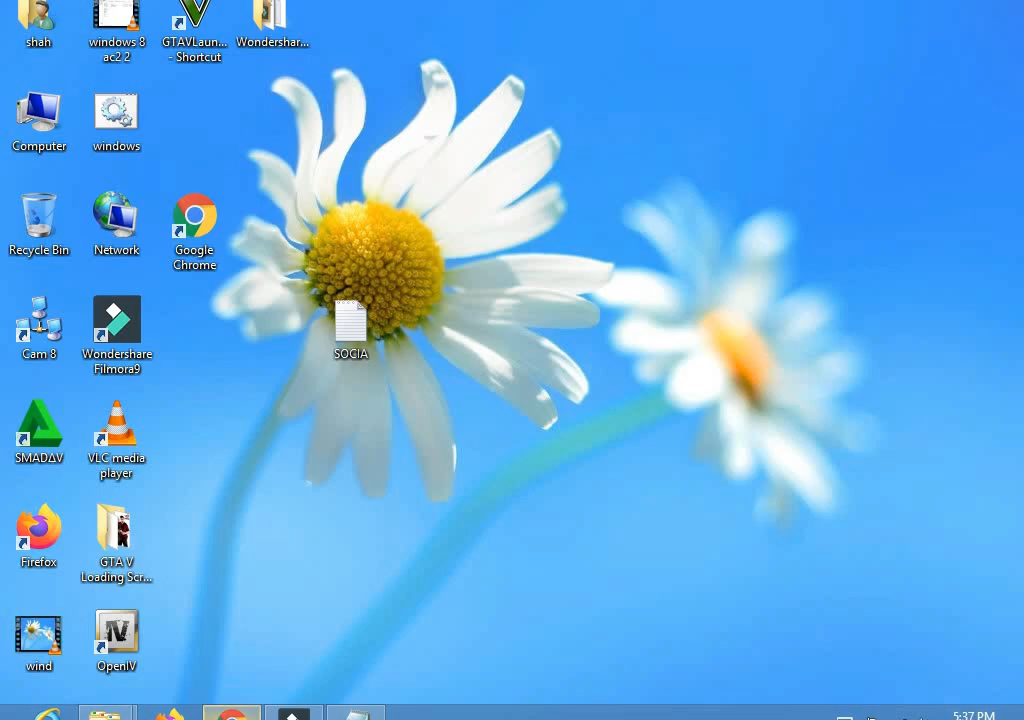 shah
windows 8
ac2 2
GTAVLaun...
- Shortcut
Wondershar...
Computer
windows
Recycle Bin
Network
Google
Chrome
Cam 8
Wondershare
Filmora9
SOCIA
SMADΔV
VLC media
player
Firefox
GTA V
Loading Scr...
wind
OpenIV
5:37 PM